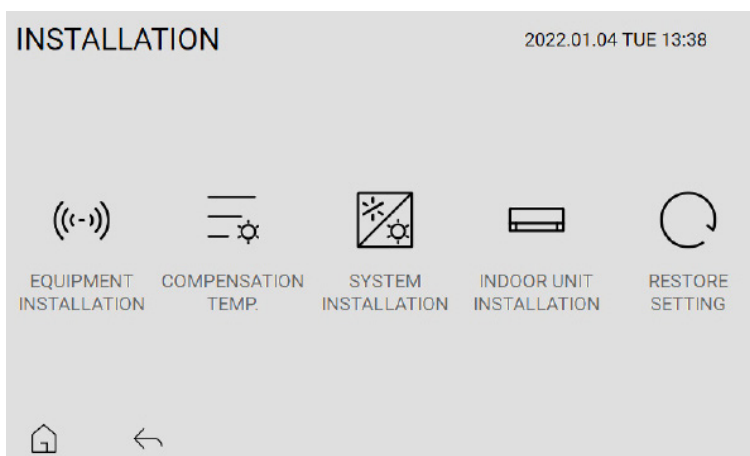 INSTALLATION
2022.01.04 TUE 13:38
EQUIPMENT
INSTALLATION
COMPENSATION
TEMP.
SYSTEM
INSTALLATION
INDOOR UNIT
INSTALLATION
RESTORE
SETTING